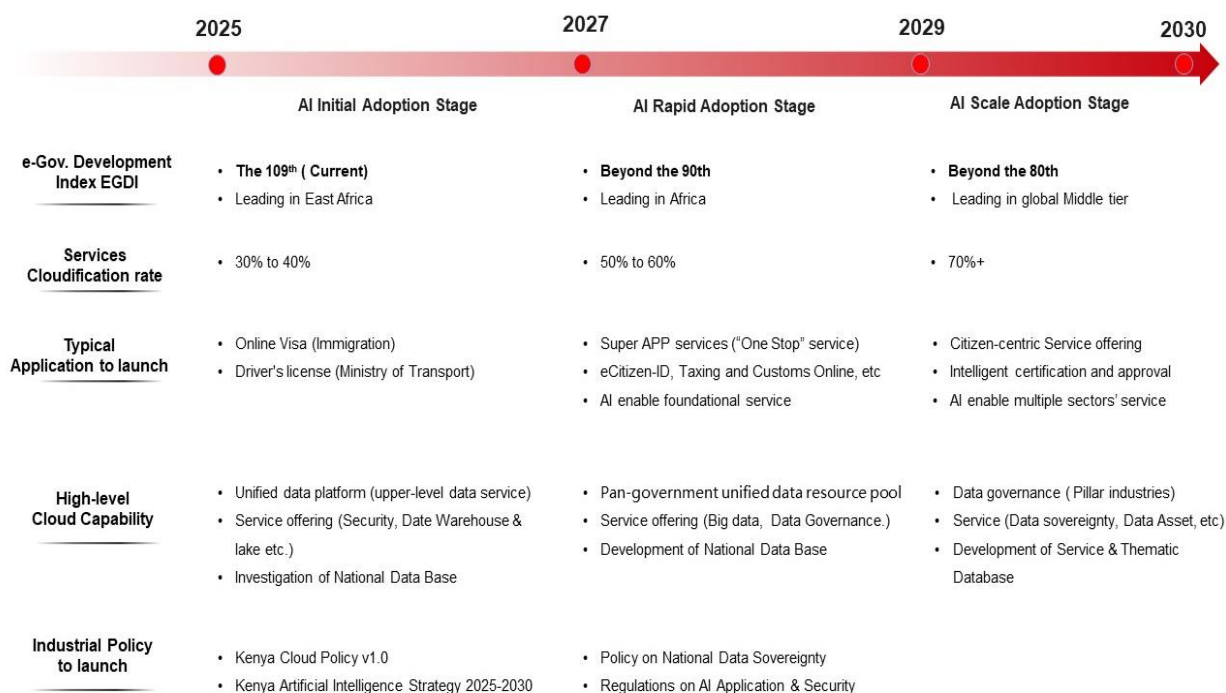 2025 2027 2029 2030
AI Initial Adoption Stage AI Rapid Adoption Stage AI Scale Adoption Stage
e-Gov. Development
Index EGDI
• The 109th ( Current)
• Leading in East Africa
• Beyond the 90th
• Leading in Africa
• Beyond the 80th
• Leading in global Middle tier
Services
Cloudification rate
• 30% to 40%
• 50% to 60%
• 70%+
Typical
Application to launch
• Online Visa (Immigration)
• Driver's license (Ministry of Transport)
• Super APP services (“One Stop” service)
• eCitizen-ID, Taxing and Customs Online, etc
• AI enable foundational service
• Citizen-centric Service offering
• Intelligent certification and approval
• AI enable multiple sectors’ service
High-level
Cloud Capability
• Unified data platform (upper-level data service)
• Service offering (Security, Date Warehouse &
lake etc.)
• Investigation of National Data Base
• Pan-government unified data resource pool
• Service offering (Big data, Data Governance.)
• Development of National Data Base
• Data governance ( Pillar industries)
• Service (Data sovereignty, Data Asset, etc)
• Development of Service & Thematic
Database
Industrial Policy
to launch
• Kenya Cloud Policy v1.0
• Kenya Artificial Intelligence Strategy 2025-2030
• Policy on National Data Sovereignty
• Regulations on AI Application & Security